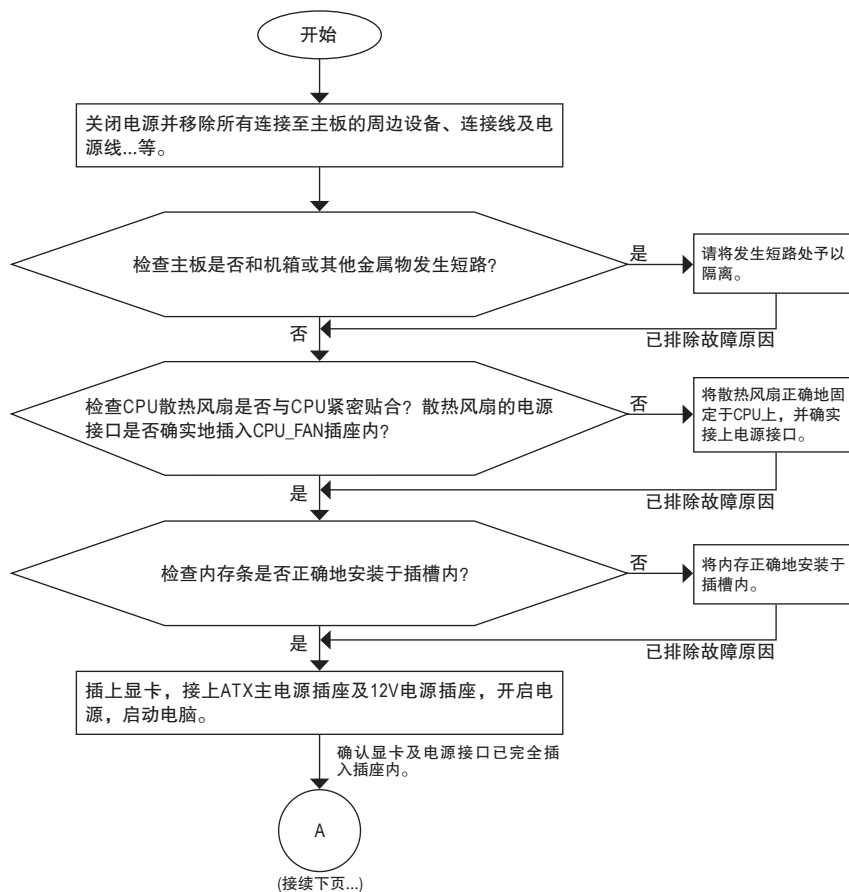 开始
关闭电源并移除所有连接至主板的周边设备、连接线及电
源线...等。
检查主板是否和机箱或其他金属物发生短路?
是
请将发生短路处予以
隔离。
否
已排除故障原因
检查CPU散热风扇是否与CPU紧密贴合? 散热风扇的电源
接口是否确实地插入CPU_FAN插座内?
否
将散热风扇正确地固
定于CPU上，并确实
接上电源接口。
是
已排除故障原因
检查内存条是否正确地安装于插槽内?
否
将内存正确地安装于
插槽内。
是
已排除故障原因
插上显卡，接上ATX主电源插座及12V电源插座，开启电
源，启动电脑。
确认显卡及电源接口已完全插
入插座内。
A
(接续下页...)